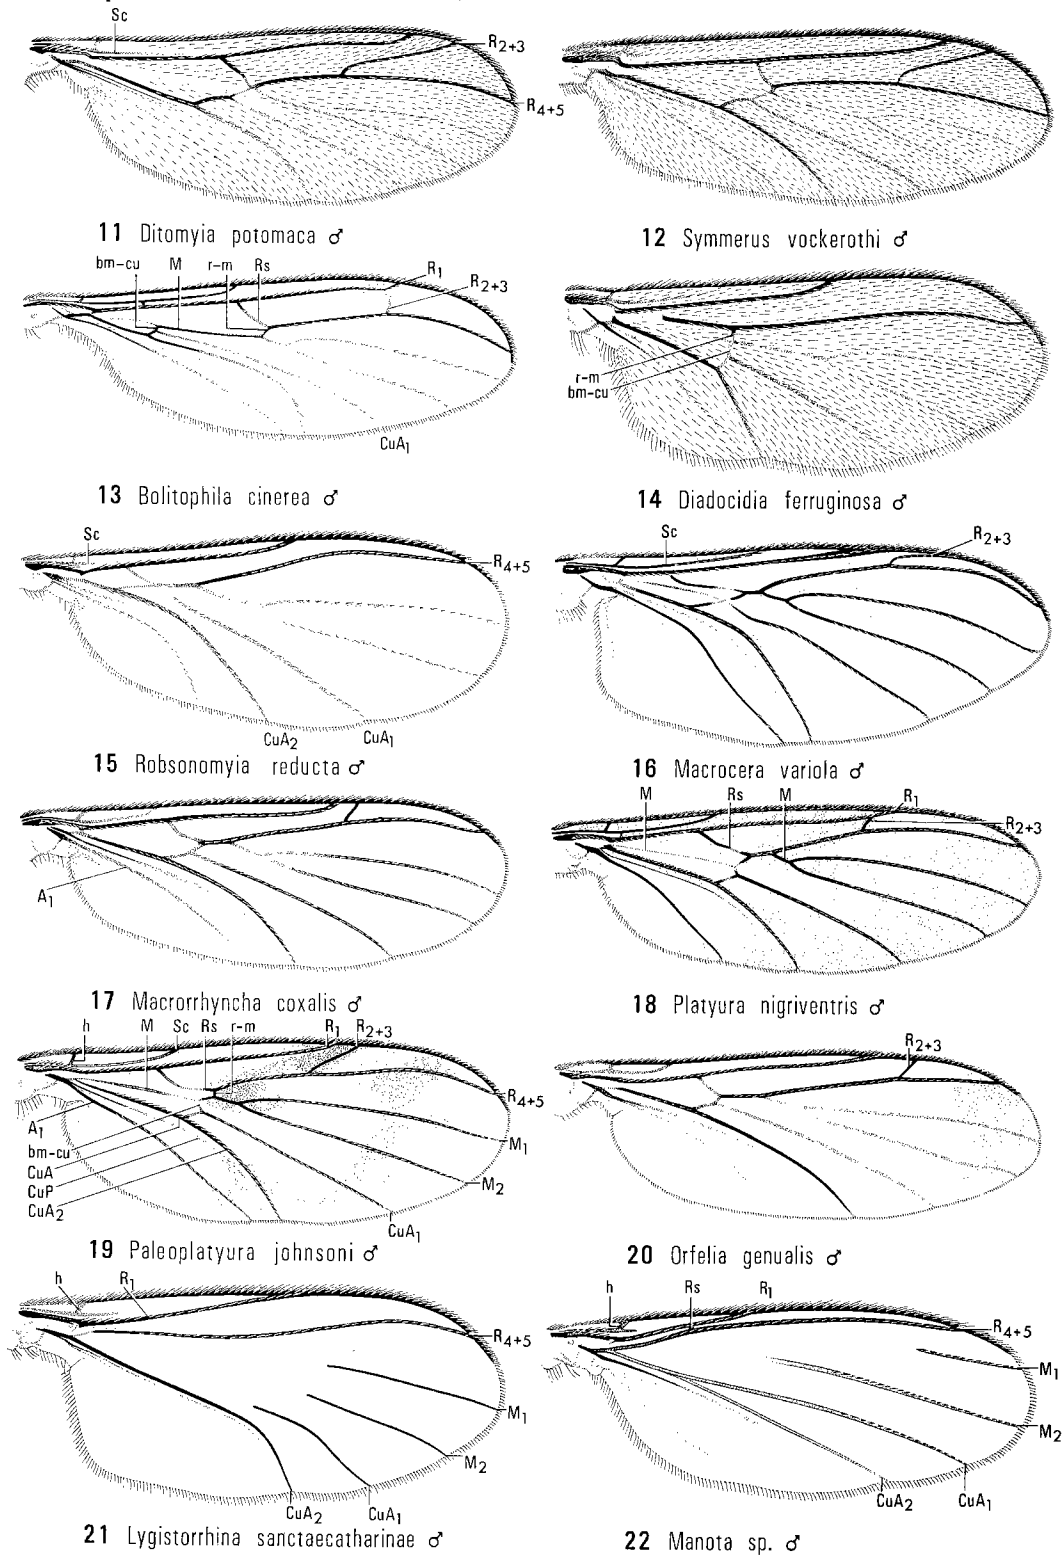 Sc
R2+3
R4+5
11 Ditomyia potomaca ♂
12 Symmerus vockerothi ♂
bm-cu M r-m Rs R1 R2+3
CuA1
r-m
bm-cu
13 Bolitophila cinerea ♂
14 Diadocidia ferruginosa ♂
Sc
R4+5
CuA2 CuA1
Sc
R2+3
15 Robsonomyia reducta ♂
16 Macrocera variola ♂
A1
M Rs M R1
R2+3
17 Macrorrhyncha coxalis ♂
18 Platyura nigriventris ♂
h M Sc Rs r-m R1 R2+3
R4+5
A1
bm-cu
CuA
CuP
CuA2
M1
M2
CuA1
R2+3
19 Paleoplatyura johnsoni ♂
20 Orfelia genualis ♂
h R1
R4+5
M1
M2
CuA2 CuA1
h Rs R1
R4+5
M1
M2
CuA2 CuA1
21 Lygistorrhina sanctaecatharinae ♂
22 Manota sp. ♂